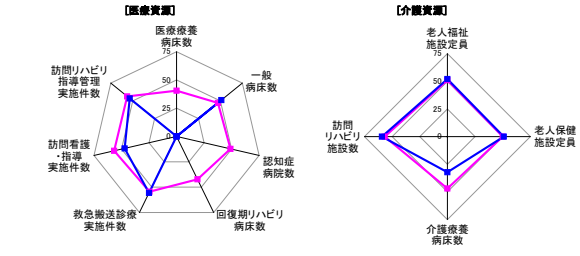 [医療資源]
医療療養
病床数
75
50
25
0
一般
病床数
認知症
病院数
回復期リハビリ
病床数
救急搬送診療
実施件数
訪問看護
・指導
実施件数
訪問リハビリ
指導管理
実施件数
[介護資源]
老人福祉
施設定員
75
50
25
0
老人保健
施設定員
介護療養
病床数
訪問
リハビリ
施設数